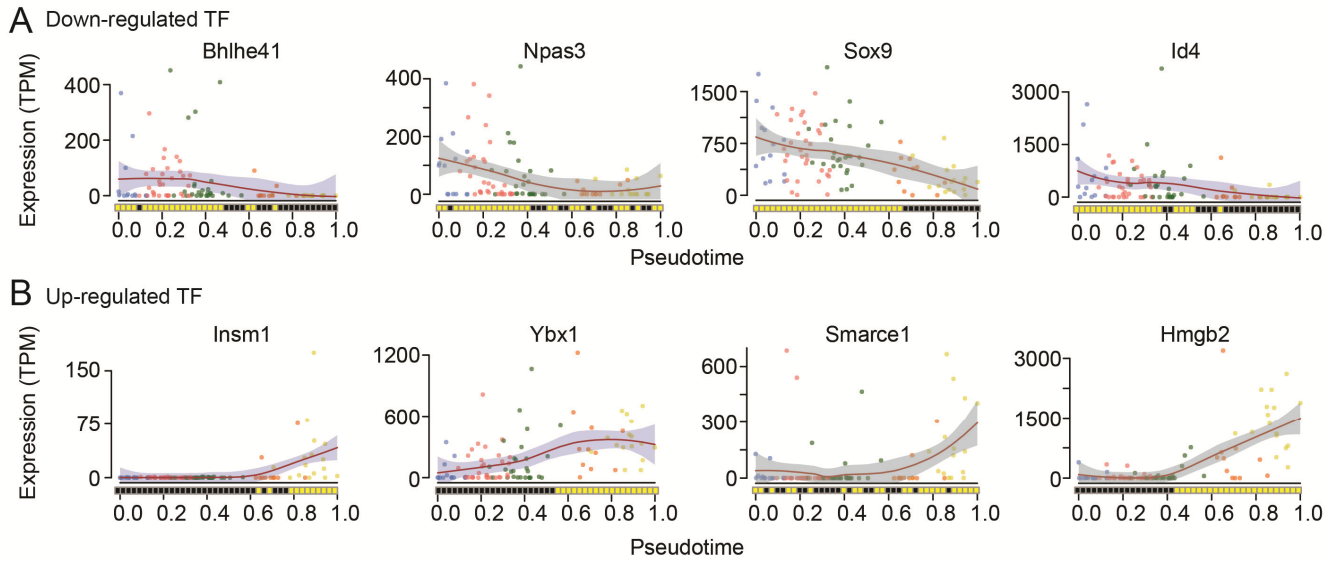 A Down-regulated TF
Bhlhe41 Npas3 Sox9 Id4
Expression (TPM)
400
200
0
400
200
0
1500
750
0
3000
1500
0
0.0 0.2 0.4 0.6 0.8 1.0 0.0 0.2 0.4 0.6 0.8 1.0 0.0 0.2 0.4 0.6 0.8 1.0 0.0 0.2 0.4 0.6 0.8 1.0
Pseudotime
B Up-regulated TF
Insm1 Ybx1 Smarce1 Hmgb2
Expression (TPM)
150
75
0
1200
600
0
600
300
0
3000
1500
0
0.0 0.2 0.4 0.6 0.8 1.0 0.0 0.2 0.4 0.6 0.8 1.0 0.0 0.2 0.4 0.6 0.8 1.0 0.0 0.2 0.4 0.6 0.8 1.0
Pseudotime